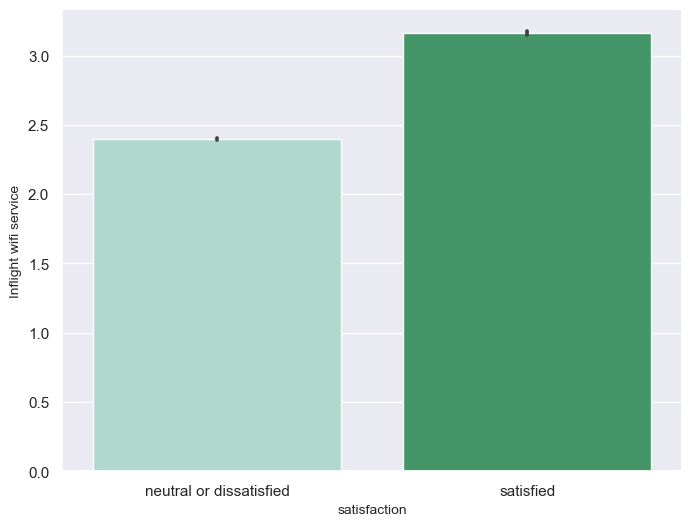 Inflight wifi service
3.0
2.5
2.0
1.5
1.0
0.5
0.0
neutral or dissatisfied
satisfied
satisfaction